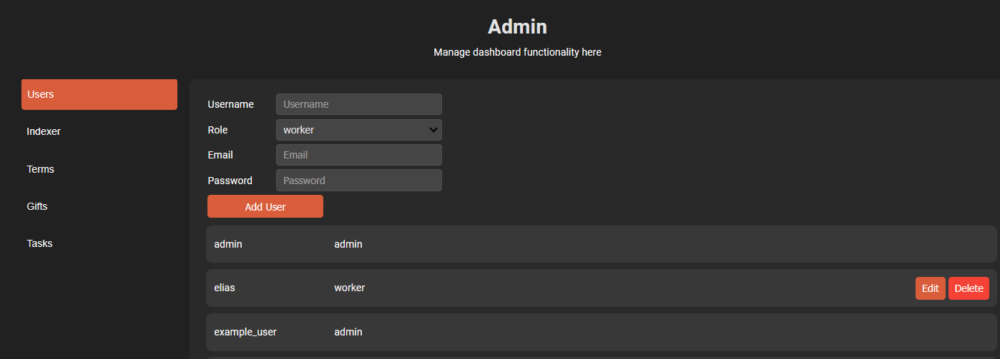 Admin
Manage dashboard functionality here
Users
Indexer
Terms
Gifts
Tasks
Username Username
Role worker
Email Email
Password Password
Add User
admin admin
elias worker Edit Delete
example_user admin